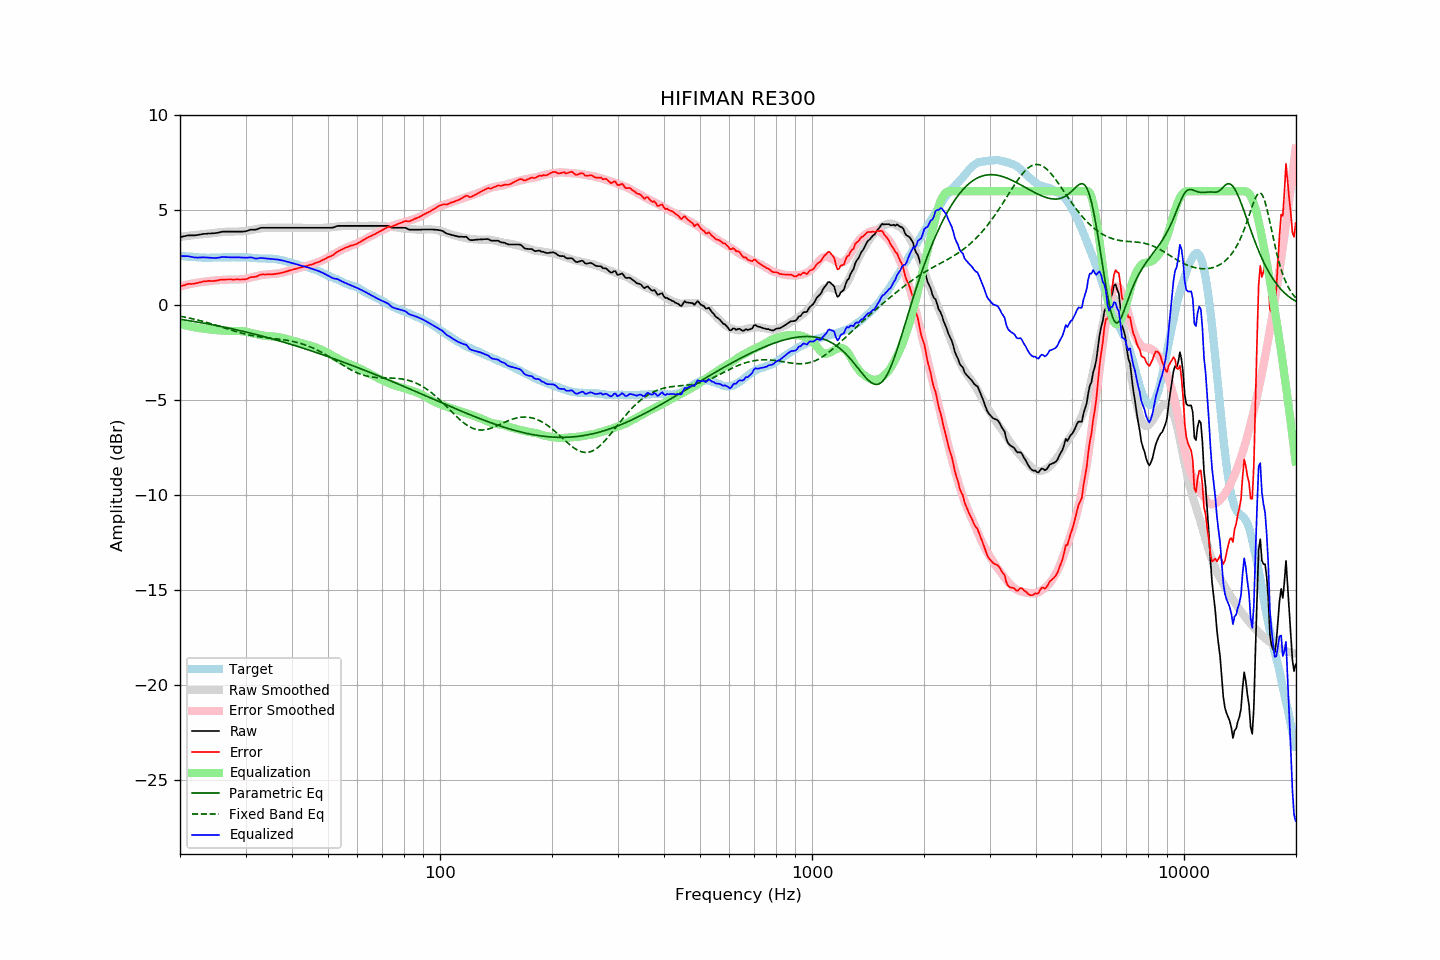 HIFIMAN RE300
10
5
0
−5
−10
−15
−20
−25
Amplitude (dBr)
Target
Raw Smoothed
Error Smoothed
Raw
Error
Equalization
Parametric Eq
Fixed Band Eq
Equalized
100
1000
10000
Frequency (Hz)